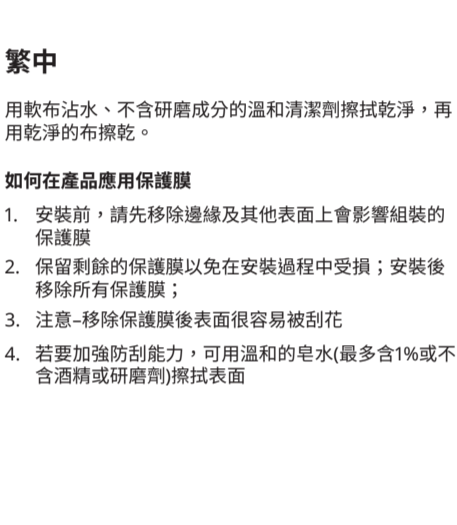 繁中
用軟布沾水、不含研磨成分的溫和清潔劑擦拭乾淨，再
用乾淨的布擦乾。
如何在產品應用保護膜
1. 安裝前，請先移除邊緣及其他表面上會影響組裝的
保護膜
2. 保留剩餘的保護膜以免在安裝過程中受損；安裝後
移除所有保護膜；
3. 注意–移除保護膜後表面很容易被刮花
4. 若要加強防刮能力，可用溫和的皂水(最多含1%或不
含酒精或研磨劑)擦拭表面